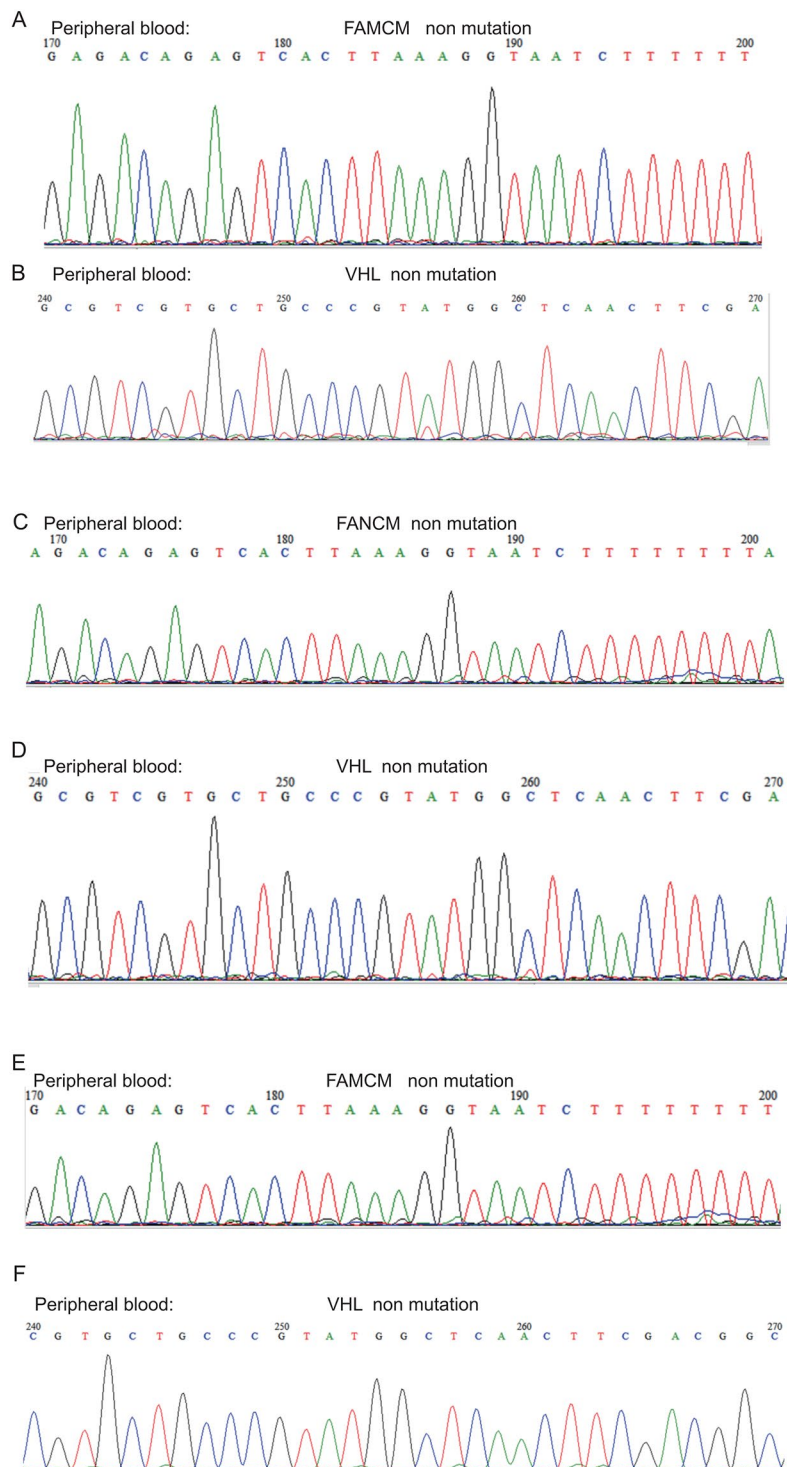 A
Peripheral blood: FAMCM non mutation
170 180 190 200
G A G A C A G A G T C A C T T A A A G G T A A T C T T T T T T
B
Peripheral blood: VHL non mutation
240 250 260 270
G C G T C G T G C T G C C C G T A T G G C T C A A C T T C G A
C
Peripheral blood: FANCM non mutation
170 180 190 200
A G A C A G A G T C A C T T A A A G G T A A T C T T T T T T T T A
D
Peripheral blood: VHL non mutation
240 250 260 270
G C G T C G T G C T G C C C G T A T G G C T C A A C T T C G A
E
Peripheral blood: FAMCM non mutation
170 180 190 200
G A C A G A G T C A C T T A A A G G T A A T C T T T T T T T T
F
Peripheral blood: VHL non mutation
240 250 260 270
C G T G C T G C C C G T A T G G C T C A A C T T C G A C G G C